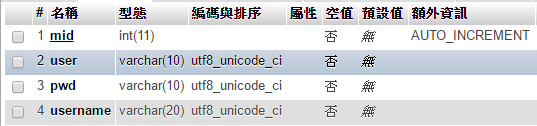 # 名稱 型態 編碼與排序 屬性 空值 預設值 額外資訊
1 mid int(11) 否 無 AUTO_INCREMENT
2 user varchar(10) utf8_unicode_ci 否 無
3 pwd varchar(10) utf8_unicode_ci 否 無
4 username varchar(20) utf8_unicode_ci 否 無